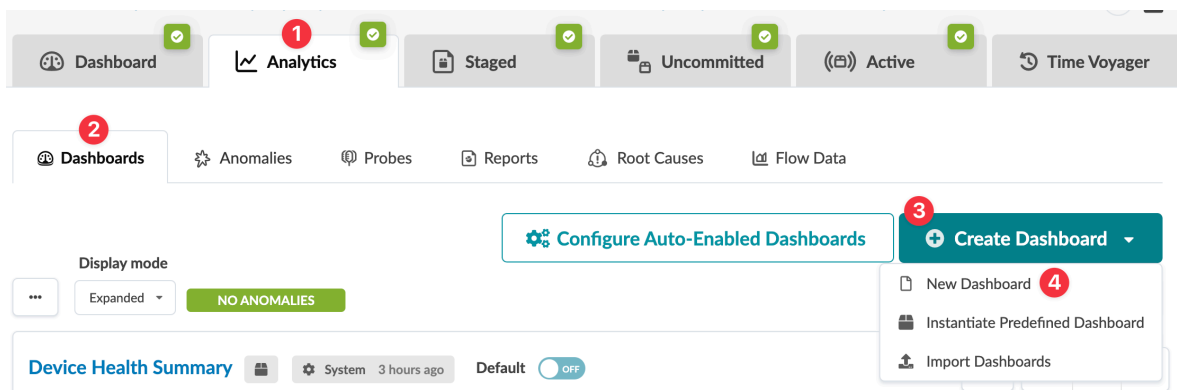 1
Dashboard Analytics Staged Uncommitted Active Time Voyager
2
Dashboards Anomalies Probes Reports Root Causes Flow Data
3
Configure Auto-Enabled Dashboards Create Dashboard
Display mode
Expanded NO ANOMALIES
New Dashboard 4
Instantiate Predefined Dashboard
Import Dashboards
Device Health Summary System 3 hours ago Default OFF